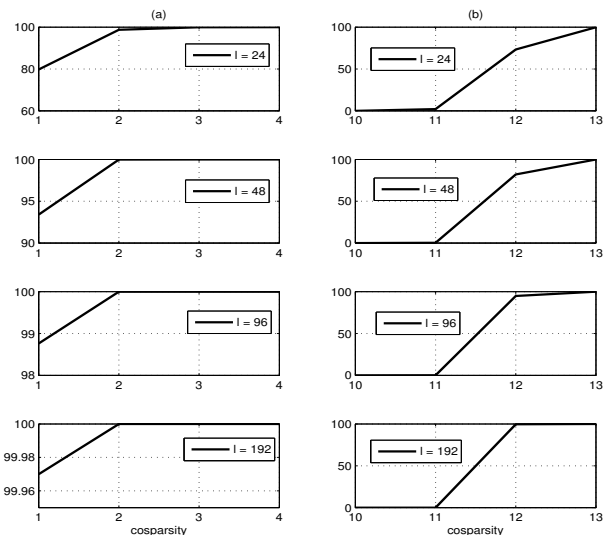 (a)
100
80
60
1 2 3 4
l = 24
(b)
100
50
0
10 11 12 13
l = 24
100
95
90
1 2 3 4
l = 48
100
50
0
10 11 12 13
l = 48
100
99
98
1 2 3 4
l = 96
100
50
0
10 11 12 13
l = 96
100
99.98
99.96
1 2 3 4
l = 192
cosparsity
100
50
0
10 11 12 13
l = 192
cosparsity